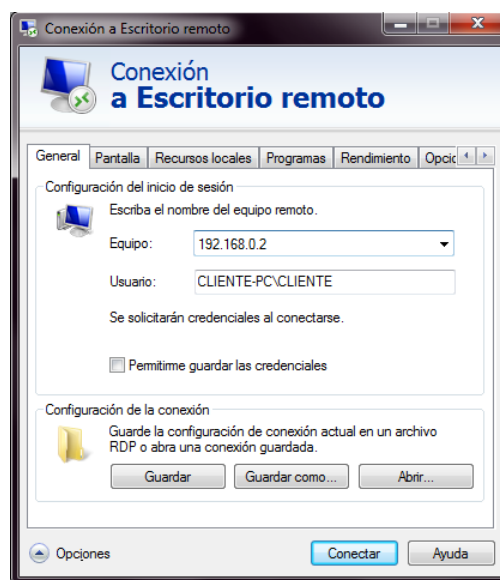 Conexión a Escritorio remoto
Conexión
a Escritorio remoto
General Pantalla Recursos locales Programas Rendimiento Opcic
Configuración del inicio de sesión
Escriba el nombre del equipo remoto.
Equipo: 192.168.0.2
Usuario: CLIENTE-PC\CLIENTE
Se solicitarán credenciales al conectarse.
Permitirme guardar las credenciales
Configuración de la conexión
Guarde la configuración de conexión actual en un archivo
RDP o abra una conexión guardada.
Guardar Guardar como... Abrir...
Opciones Conectar Ayuda